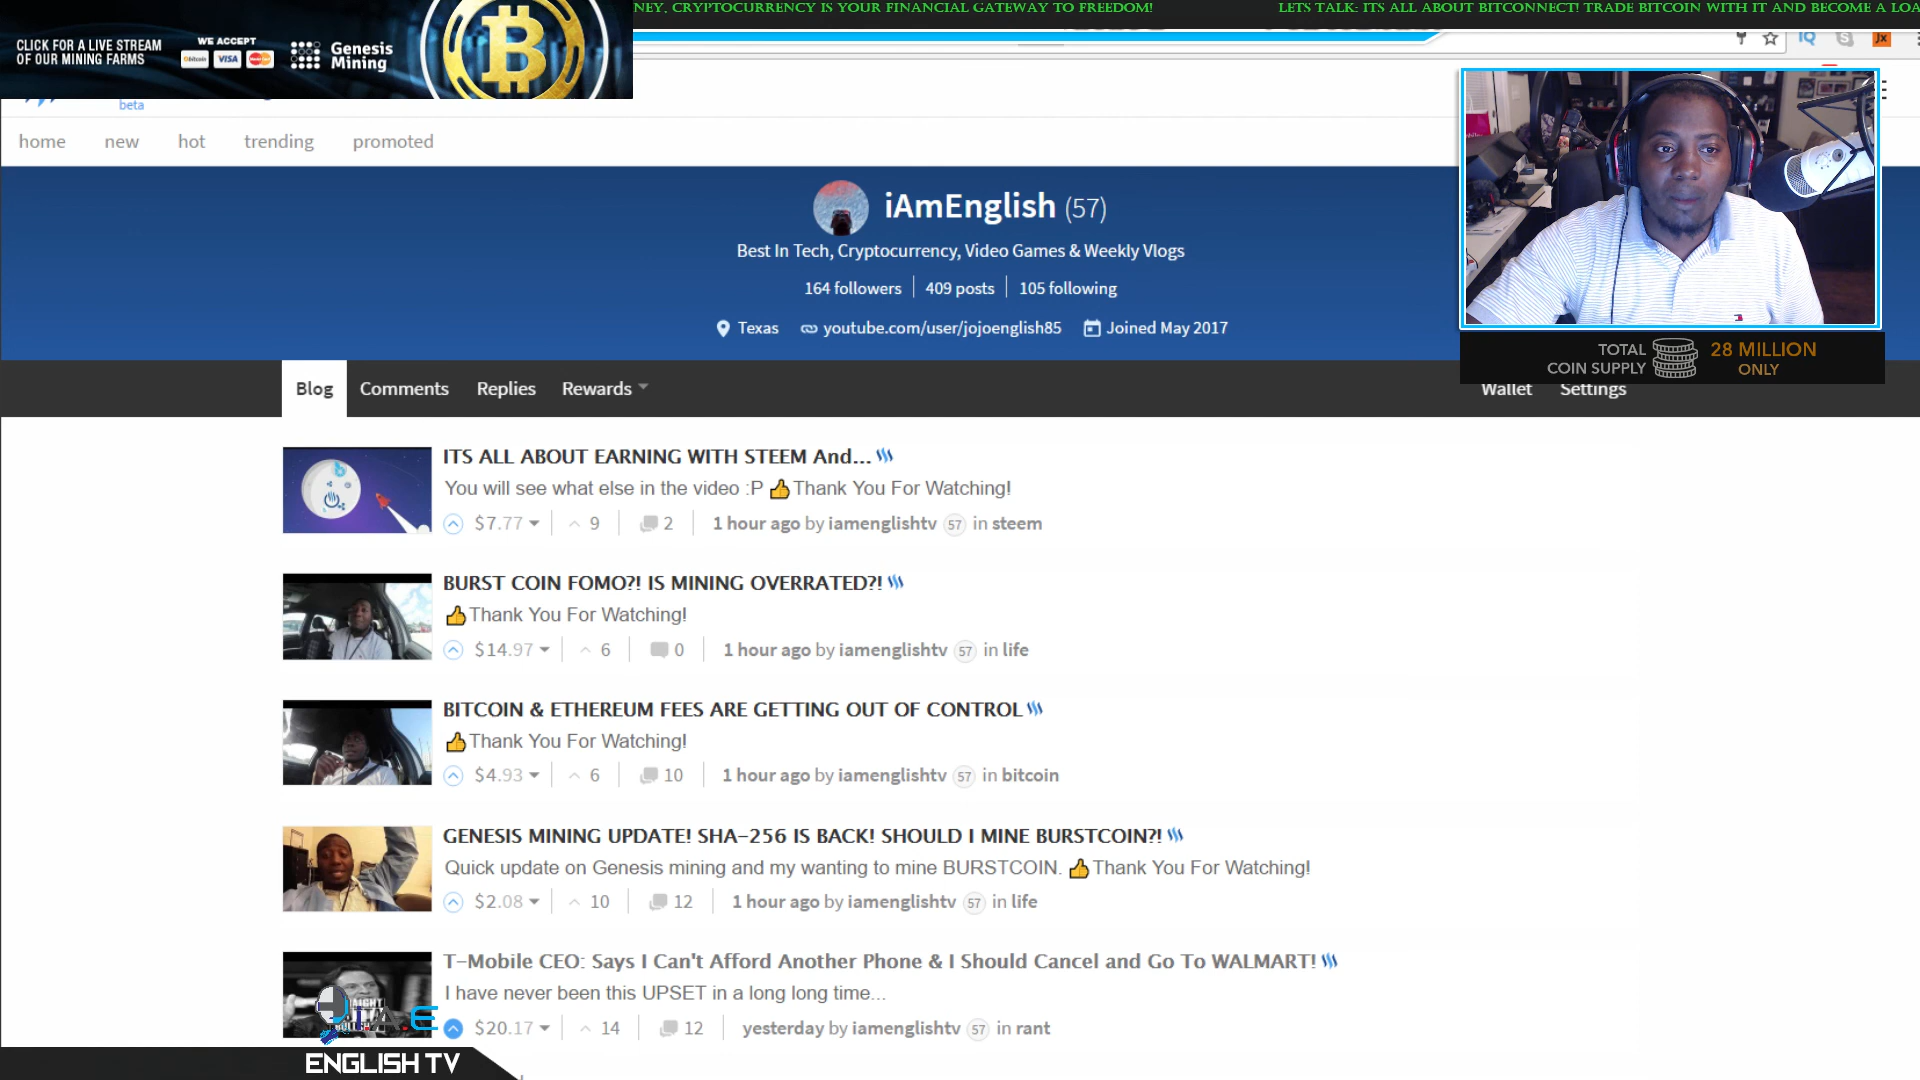 NEY, CRYPTOCURRENCY IS YOUR FINANCIAL GATEWAY TO FREEDOM! LETS TALK: ITS ALL ABOUT BITCONNECT! TRADE BITCOIN WITH IT AND BECOME A LOA
CLICK FOR A LIVE STREAM
OF OUR MINING FARMS
WE ACCEPT
bitcoin VISA MasterCard
Genesis
Mining
IQ S Jx
beta
home new hot trending promoted
iAmEnglish (57)
Best In Tech, Cryptocurrency, Video Games & Weekly Vlogs
164 followers 409 posts 105 following
Texas youtube.com/user/jojoenglish85 Joined May 2017
TOTAL
COIN SUPPLY
28 MILLION
ONLY
Blog Comments Replies Rewards Wallet Settings
ITS ALL ABOUT EARNING WITH STEEM And...
You will see what else in the video :P 👍Thank You For Watching!
$7.77 9 2 1 hour ago by iamenglishtv 57 in steem
BURST COIN FOMO?! IS MINING OVERRATED?!
👍Thank You For Watching!
$14.97 6 0 1 hour ago by iamenglishtv 57 in life
BITCOIN & ETHEREUM FEES ARE GETTING OUT OF CONTROL
👍Thank You For Watching!
$4.93 6 10 1 hour ago by iamenglishtv 57 in bitcoin
GENESIS MINING UPDATE! SHA-256 IS BACK! SHOULD I MINE BURSTCOIN?!
Quick update on Genesis mining and my wanting to mine BURSTCOIN. 👍Thank You For Watching!
$2.08 10 12 1 hour ago by iamenglishtv 57 in life
T-Mobile CEO: Says I Can't Afford Another Phone & I Should Cancel and Go To WALMART!
I have never been this UPSET in a long long time...
$20.17 14 12 yesterday by iamenglishtv 57 in rant
I.A.E
ENGLISH TV